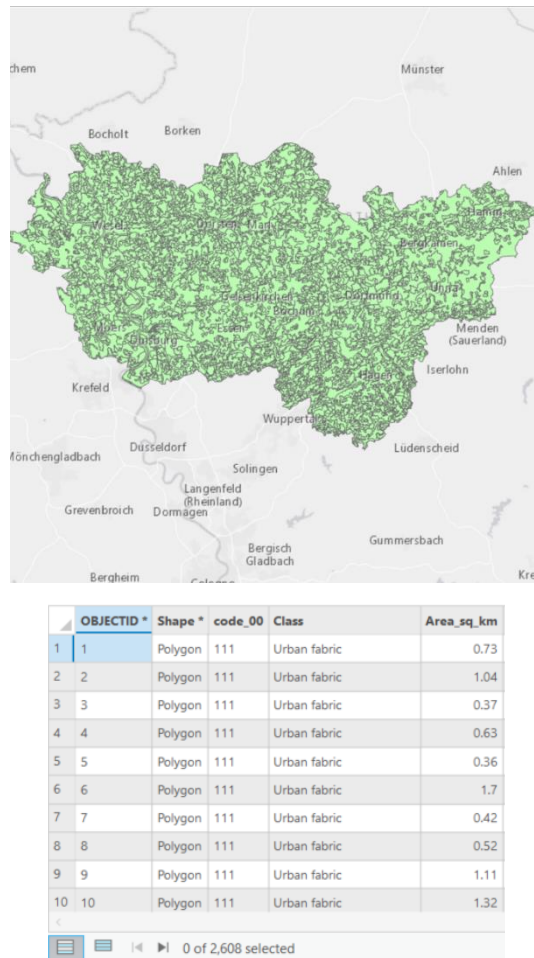 Münster
Bocholt
Borken
Ahlen
Wesel
Dorsten
Marl
Hamm
Bergkamen
Gelsenkirchen
Dortmund
Unna
Bochum
Moers
Essen
Duisburg
Menden
(Sauerland)
Hagen
Iserlohn
Krefeld
Wupperta
Düsseldorf
Lüdenscheid
Mönchengladbach
Solingen
Langenfeld
(Rheinland)
Grevenbroich
Dormagen
Gummersbach
Bergisch
Gladbach
Bergheim
OBJECTID * Shape * code_00 Class Area_sq_km
1 1 Polygon 111 Urban fabric 0.73
2 2 Polygon 111 Urban fabric 1.04
3 3 Polygon 111 Urban fabric 0.37
4 4 Polygon 111 Urban fabric 0.63
5 5 Polygon 111 Urban fabric 0.36
6 6 Polygon 111 Urban fabric 1.7
7 7 Polygon 111 Urban fabric 0.42
8 8 Polygon 111 Urban fabric 0.52
9 9 Polygon 111 Urban fabric 1.11
10 10 Polygon 111 Urban fabric 1.32
0 of 2,608 selected